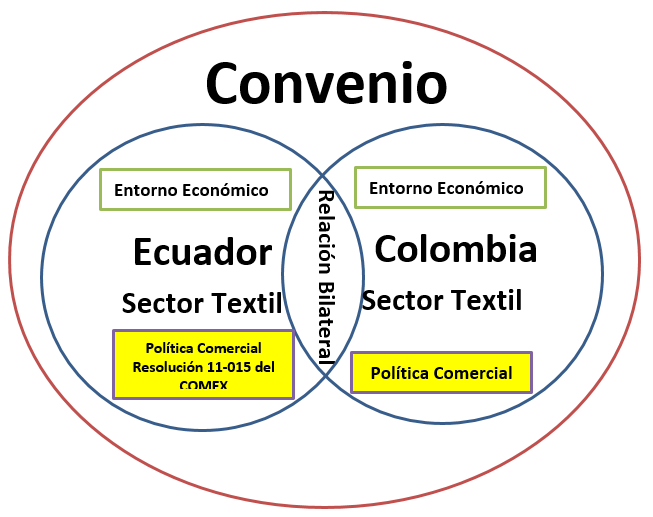 Convenio
Entorno Económico
Ecuador
Sector Textil
Política Comercial
Resolución 11-015 del
COMEX
Relación Bilateral
Entorno Económico
Colombia
Sector Textil
Política Comercial